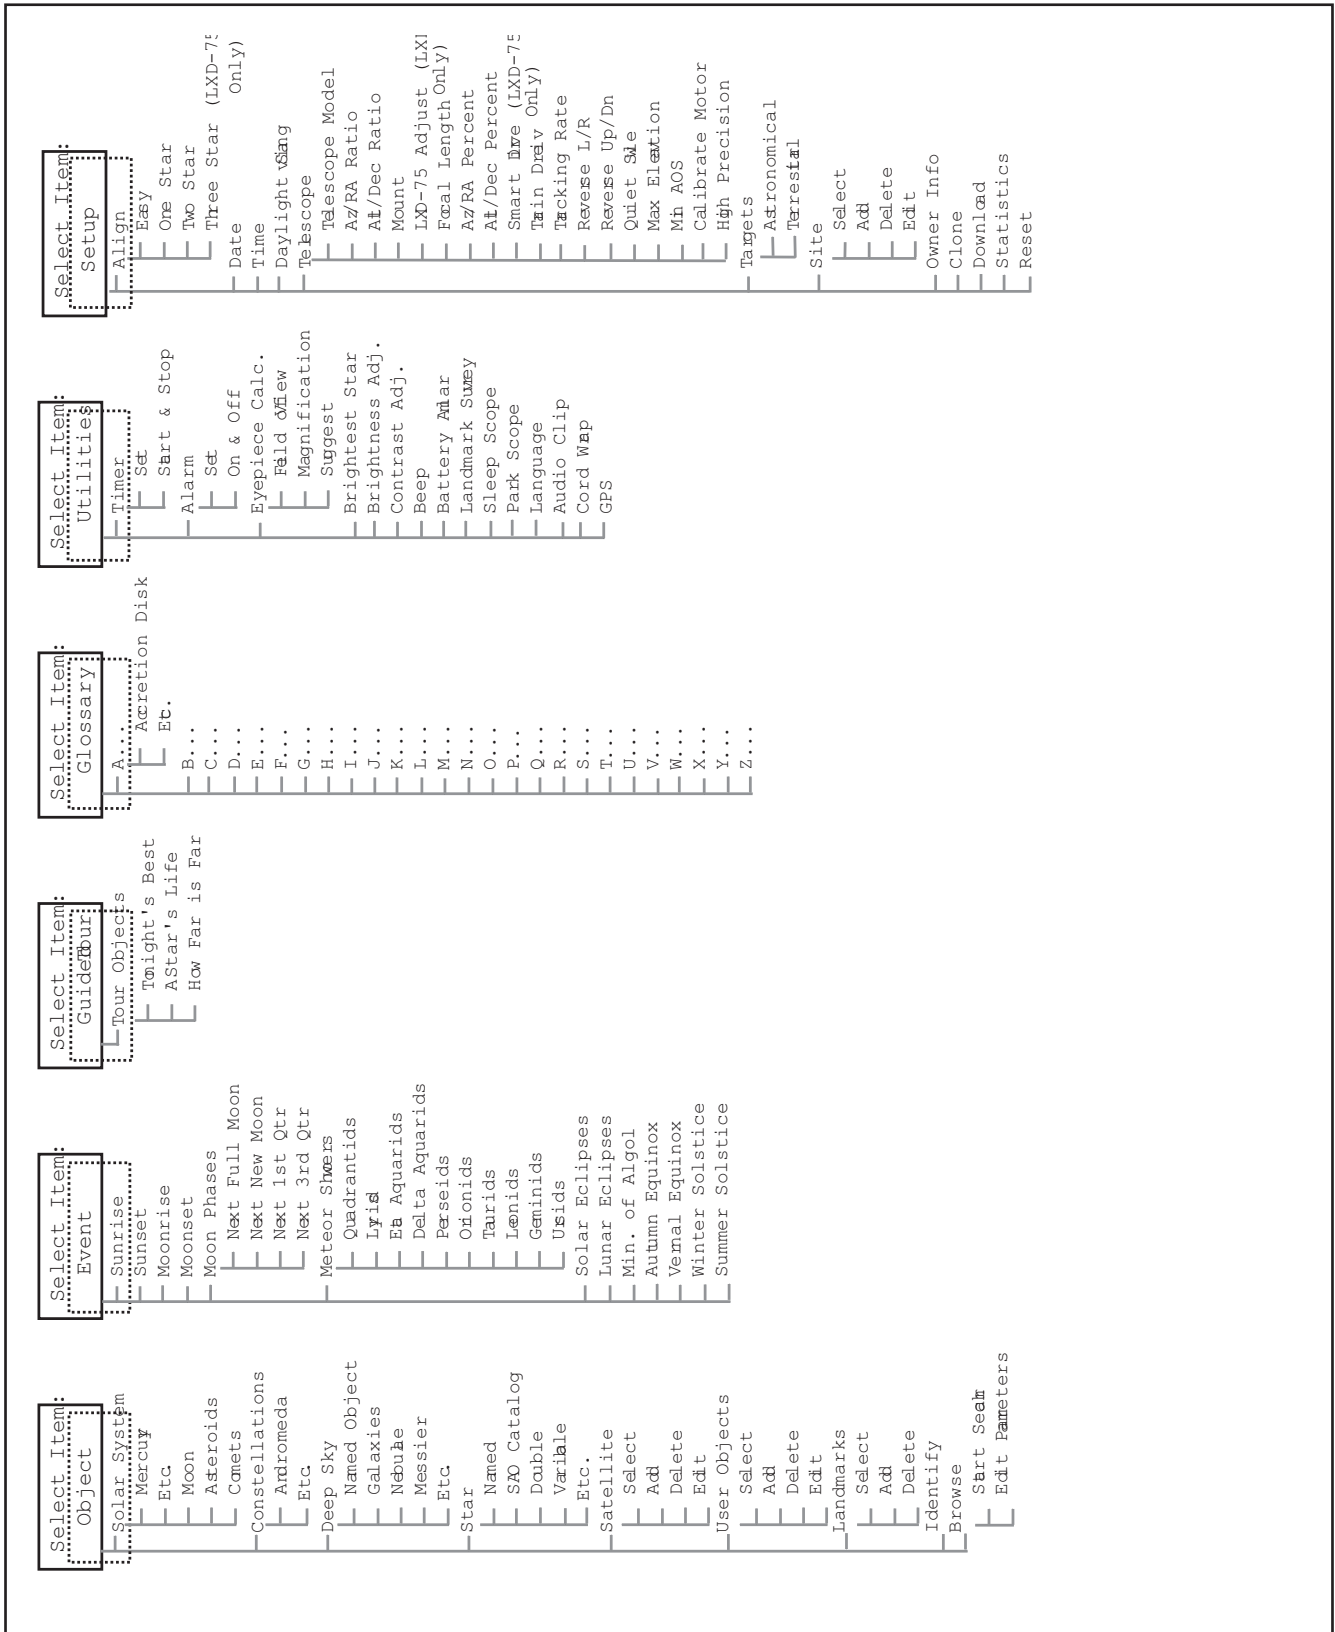 Select Item:
Object
Solar System
Mercury
Etc.
Moon
Asteroids
Comets
Constellations
Andromeda
Etc.
Deep Sky
Named Object
Galaxies
Nebulae
Messier
Etc.
Star
Named
SAO Catalog
Double
Variable
Etc.
Satellite
Select
Add
Delete
Edit
User Objects
Select
Add
Delete
Edit
Landmarks
Select
Add
Delete
Identify
Browse
Start Search
Edit Parameters
Select Item:
Event
Sunrise
Sunset
Moonrise
Moonset
Moon Phases
Next Full Moon
Next New Moon
Next 1st Qtr
Next 3rd Qtr
Meteor Showers
Quadrantids
Lyrids
Eta Aquarids
Delta Aquarids
Perseids
Orionids
Taurids
Leonids
Geminids
Ursids
Solar Eclipses
Lunar Eclipses
Min. of Algol
Autumn Equinox
Vernal Equinox
Winter Solstice
Summer Solstice
Select Item:
Guided Tour
Tour Objects
Tonight's Best
A Star's Life
How Far is Far
Select Item:
Glossary
A....
Accretion Disk
Etc.
B....
C....
D....
E....
F....
G....
H....
I....
J....
K....
L....
M....
N....
O....
P....
Q....
R....
S....
T....
U....
V....
W....
X....
Y....
Z....
Select Item:
Utilities
Timer
Set
Start & Stop
Alarm
Set
On & Off
Eyepiece Calc.
Field of View
Magnification
Suggest
Brightest Star
Brightness Adj.
Contrast Adj.
Beep
Battery Alarm
Landmark Survey
Sleep Scope
Park Scope
Language
Audio Clip
Cord Wrap
GPS
Select Item:
Setup
Align
Easy
One Star
Two Star
Three Star (LXD-75
Only)
Date
Time
Daylight Saving
Telescope
Telescope Model
Az/RA Ratio
Alt/Dec Ratio
Mount
LXD-75 Adjust (LXD
Focal Length Only)
Az/RA Percent
Alt/Dec Percent
Smart Drive (LXD-75
Train Drive Only)
Tracking Rate
Reverse L/R
Reverse Up/Dn
Quiet Slew
Max Elevation
Min AOS
Calibrate Motor
High Precision
Targets
Astronomical
Terrestrial
Site
Select
Add
Delete
Edit
Owner Info
Clone
Download
Statistics
Reset